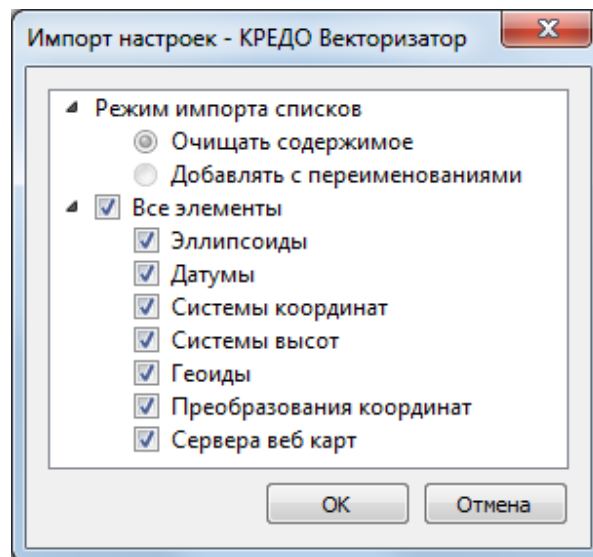 Импорт настроек - КРЕДО Векторизатор
Режим импорта списков
Очищать содержимое
Добавлять с переименованиями
Все элементы
Эллипсоиды
Датумы
Системы координат
Системы высот
Геоиды
Преобразования координат
Сервера веб карт
OK
Отмена